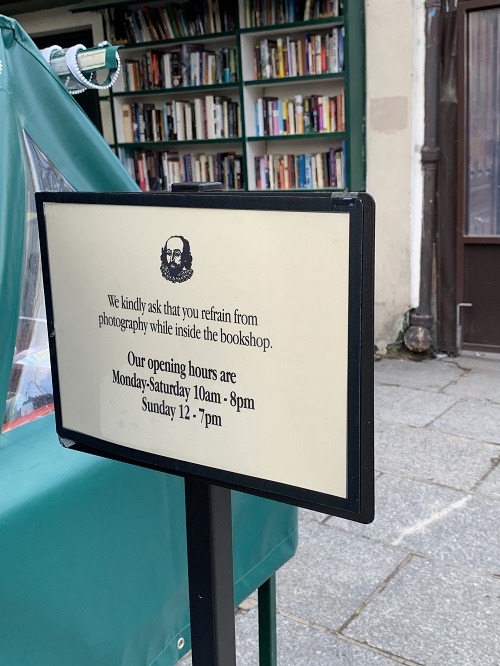 We kindly ask that you refrain from
photography while inside the bookshop.
Our opening hours are
Monday-Saturday 10am - 8pm
Sunday 12 - 7pm